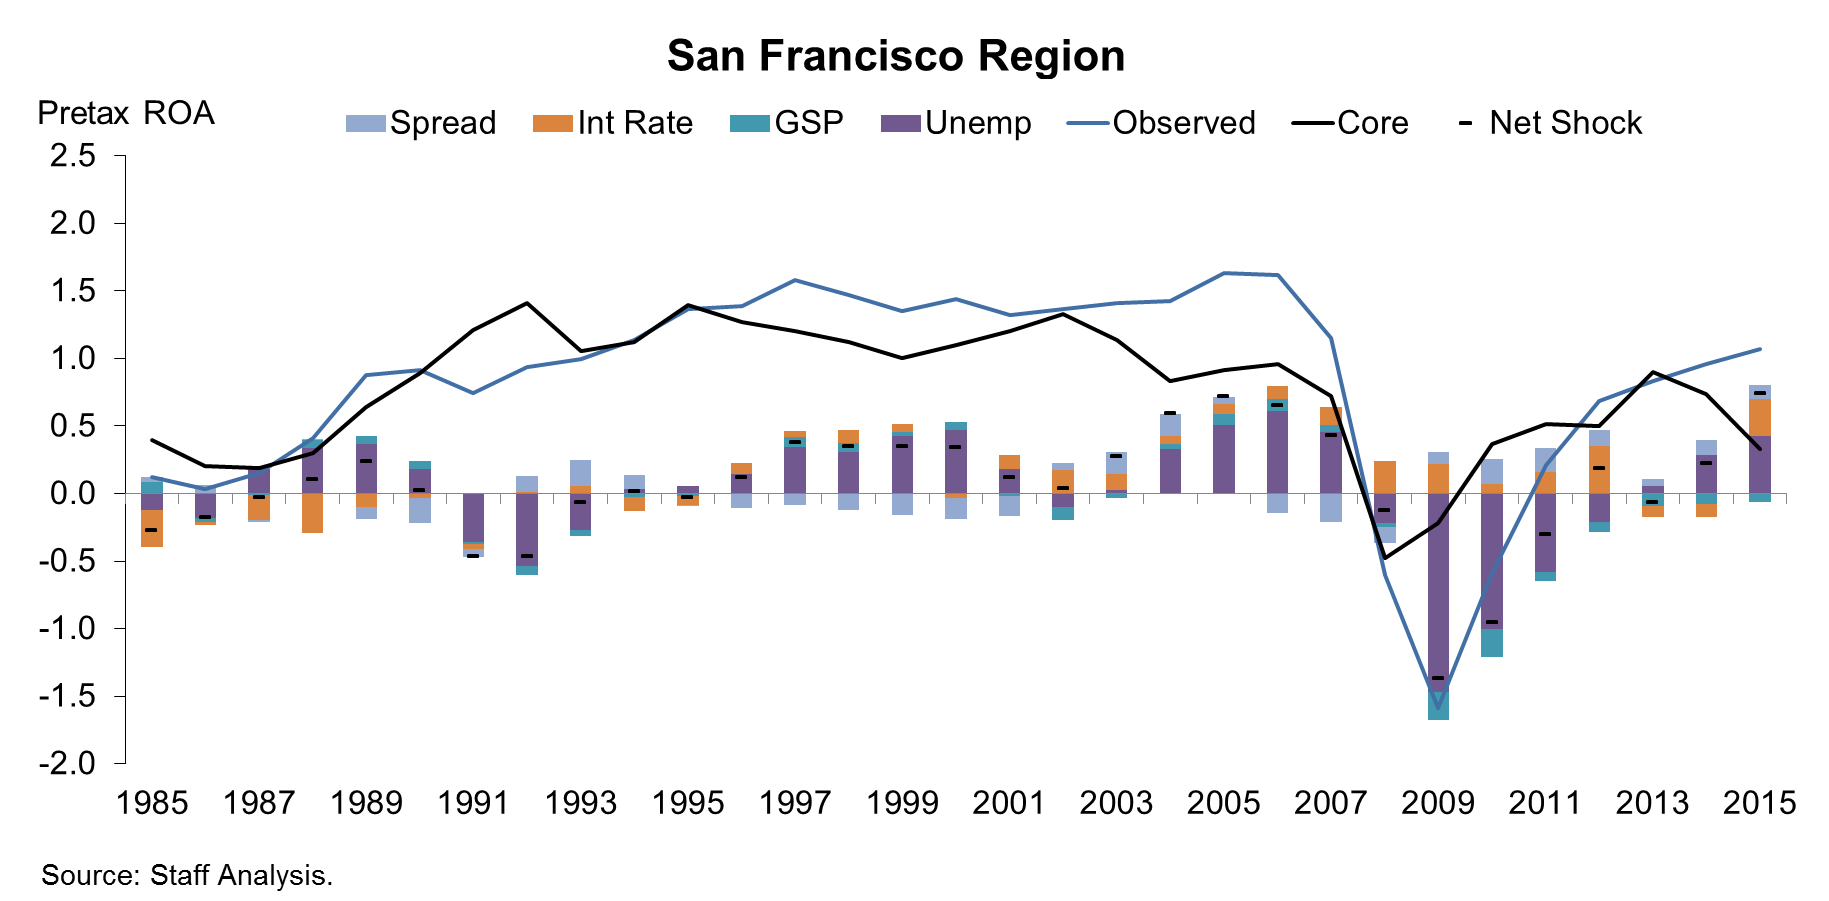 San Francisco Region
Pretax ROA
Spread Int Rate GSP Unemp Observed Core Net Shock
2.5
2.0
1.5
1.0
0.5
0.0
-0.5
-1.0
-1.5
-2.0
1985 1987 1989 1991 1993 1995 1997 1999 2001 2003 2005 2007 2009 2011 2013 2015
Source: Staff Analysis.